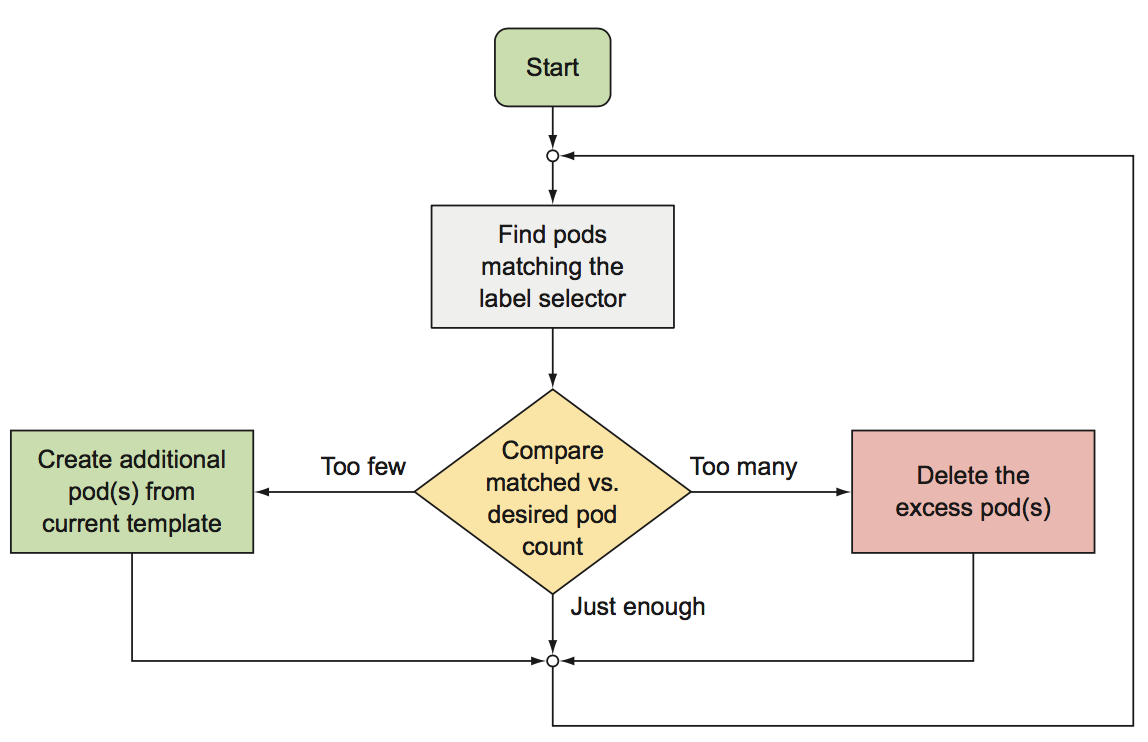 Start
Find pods
matching the
label selector
Compare
matched vs.
desired pod
count
Too few
Create additional
pod(s) from
current template
Too many
Delete the
excess pod(s)
Just enough